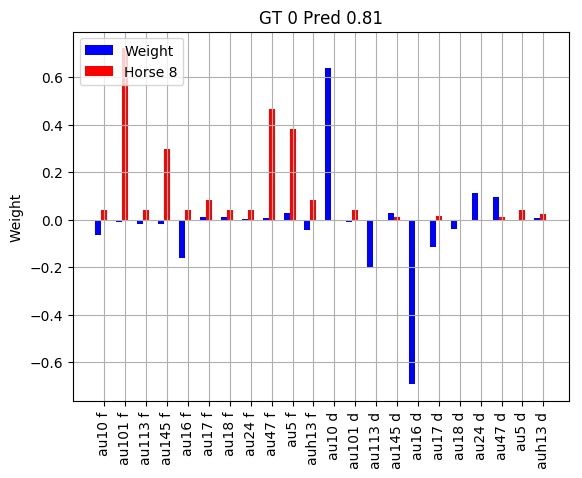 GT 0 Pred 0.81
Weight
Horse 8
Weight
0.6
0.4
0.2
0.0
−0.2
−0.4
−0.6
au10 f
au101 f
au113 f
au145 f
au16 f
au17 f
au18 f
au24 f
au47 f
au5 f
auh13 f
au10 d
au101 d
au113 d
au145 d
au16 d
au17 d
au18 d
au24 d
au47 d
au5 d
auh13 d